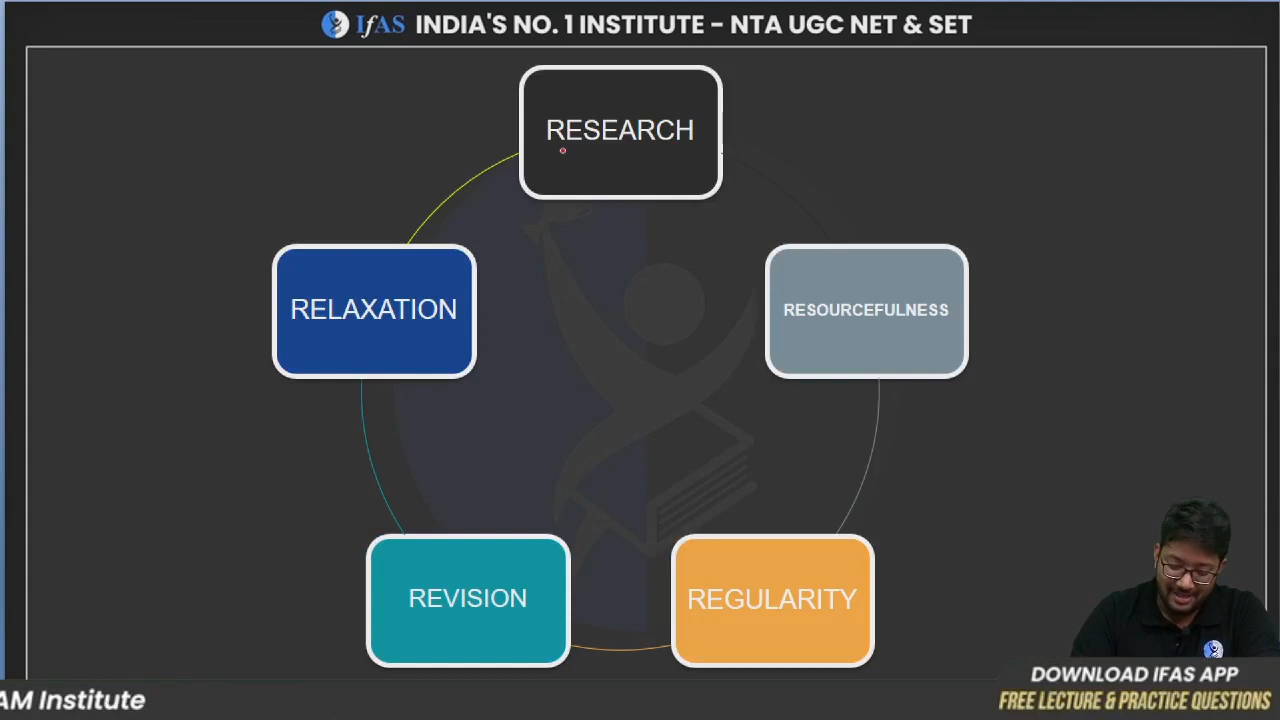 IfAS INDIA'S NO. 1 INSTITUTE – NTA UGC NET & SET
RESEARCH
RELAXATION
RESOURCEFULNESS
REVISION
REGULARITY
DOWNLOAD IFAS APP
AM Institute
FREE LECTURE & PRACTICE QUESTIONS